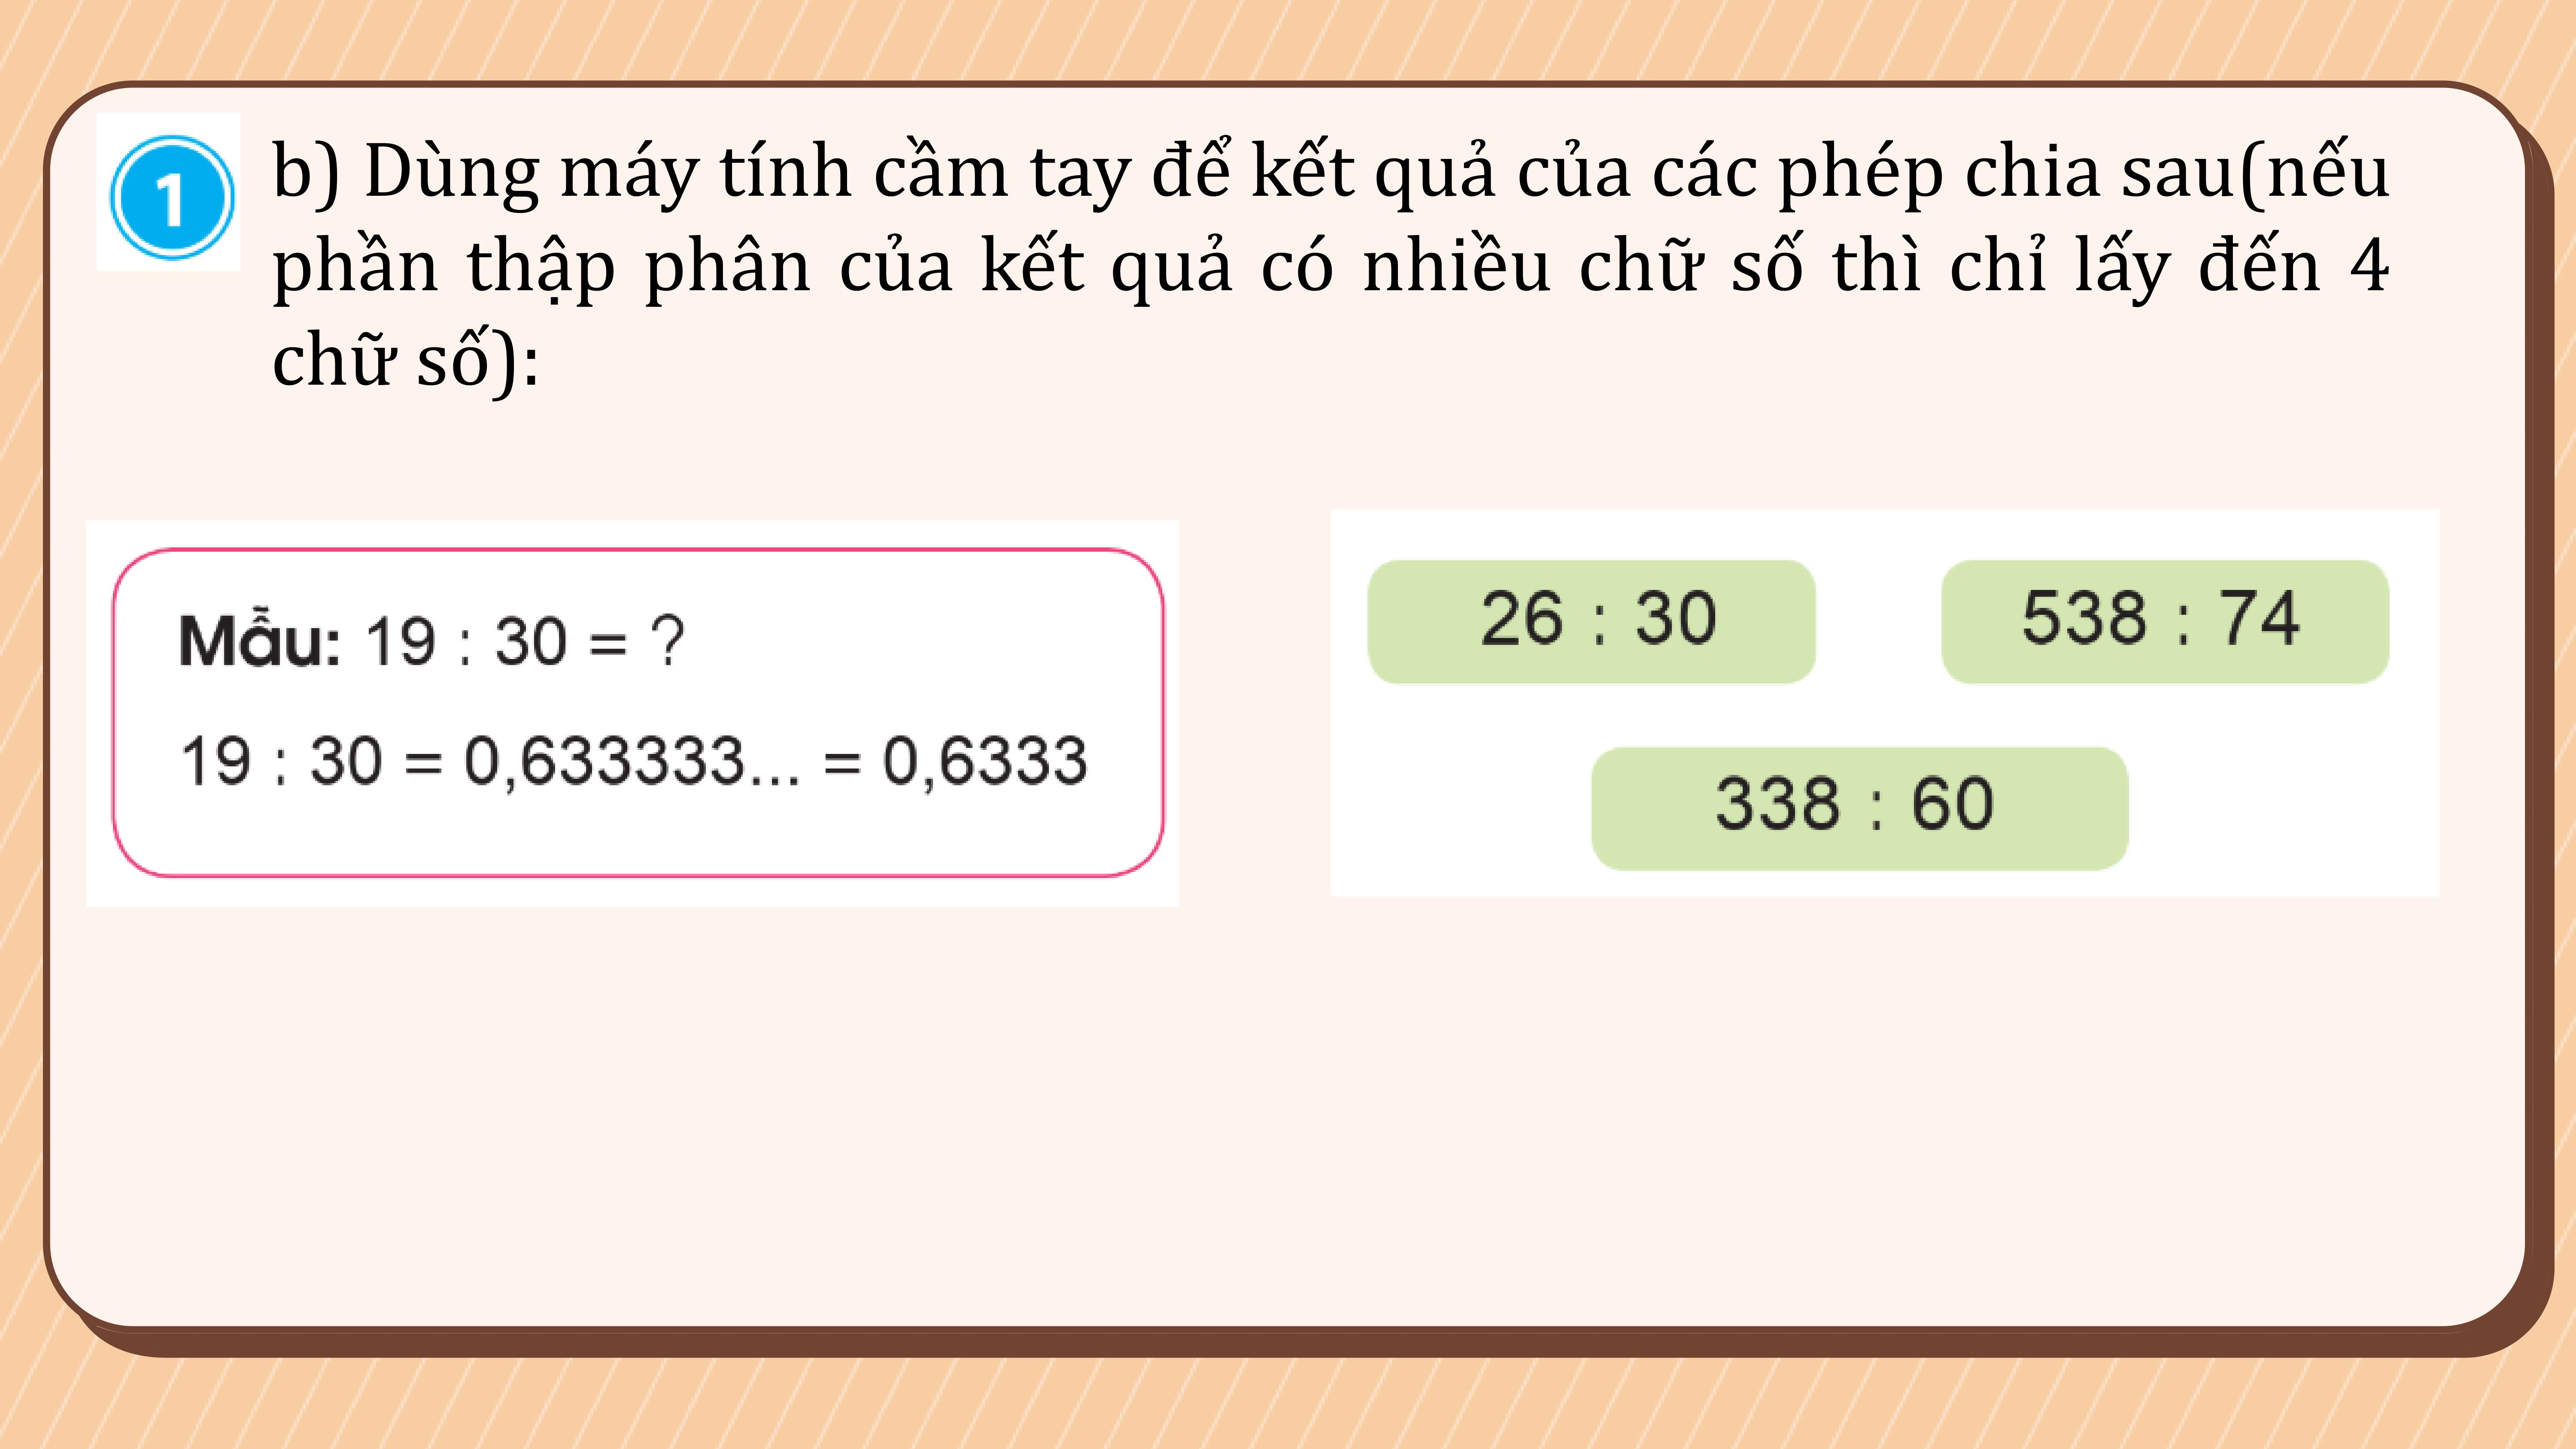 1
b) Dùng máy tính cầm tay để kết quả của các phép chia sau(nếu
phần thập phân của kết quả có nhiều chữ số thì chỉ lấy đến 4
chữ số):
Mẫu: 19 : 30 = ?
19 : 30 = 0,633333... = 0,6333
26 : 30
538 : 74
338 : 60